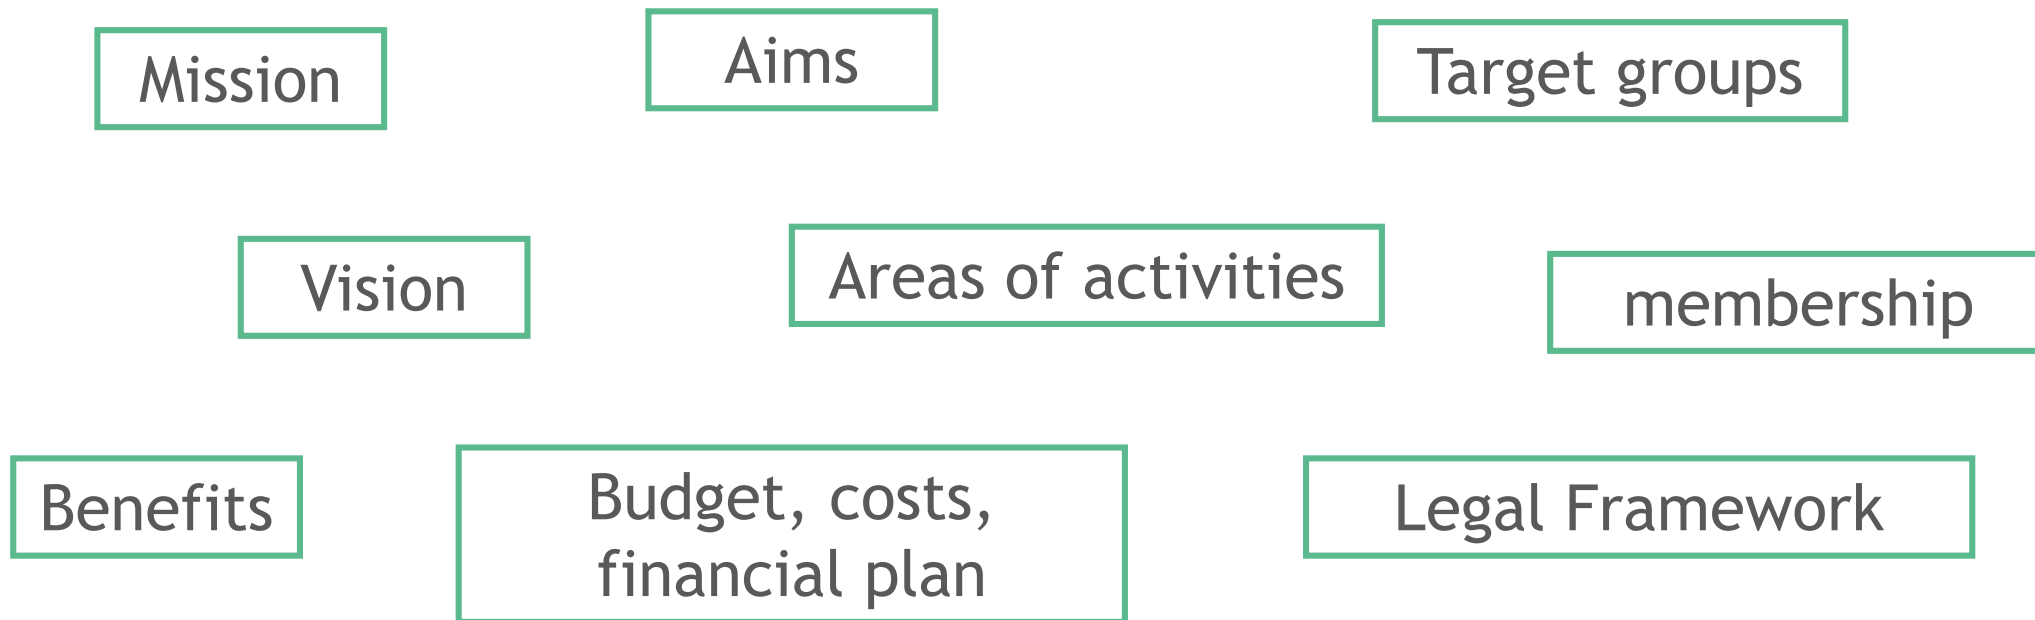 Mission
Aims
Target groups
Vision
Areas of activities
membership
Benefits
Budget, costs,
financial plan
Legal Framework